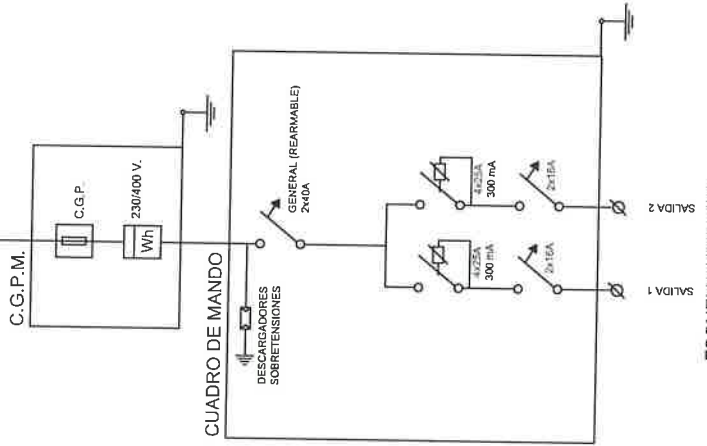 C.G.P.M.
C.G.P.
230/400 V.
Wh
CUADRO DE MANDO
DESCARGADORES
SOBRETENSIONES
GENERAL (REARMABLE)
2x40A
4x25A
300 mA
2x16A
SALIDA 1
4x25A
300 mA
2x16A
SALIDA 2